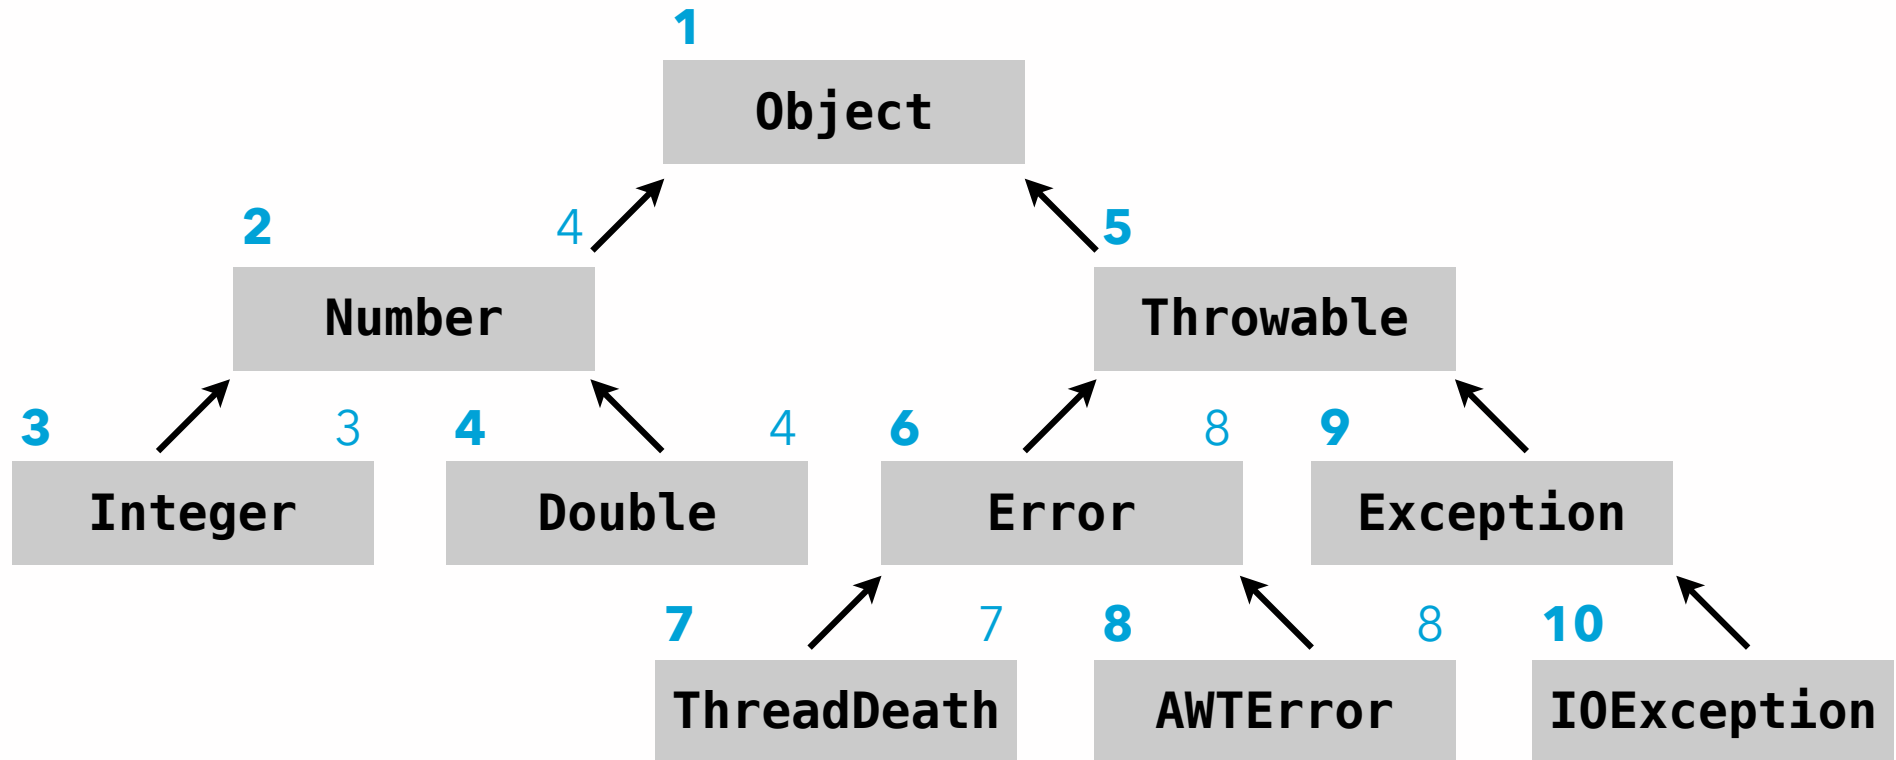 1
Object
2 4 5
Number Throwable
3 3 4 4 6 8 9
Integer Double Error Exception
7 7 8 8 10
ThreadDeath AWTError IOException